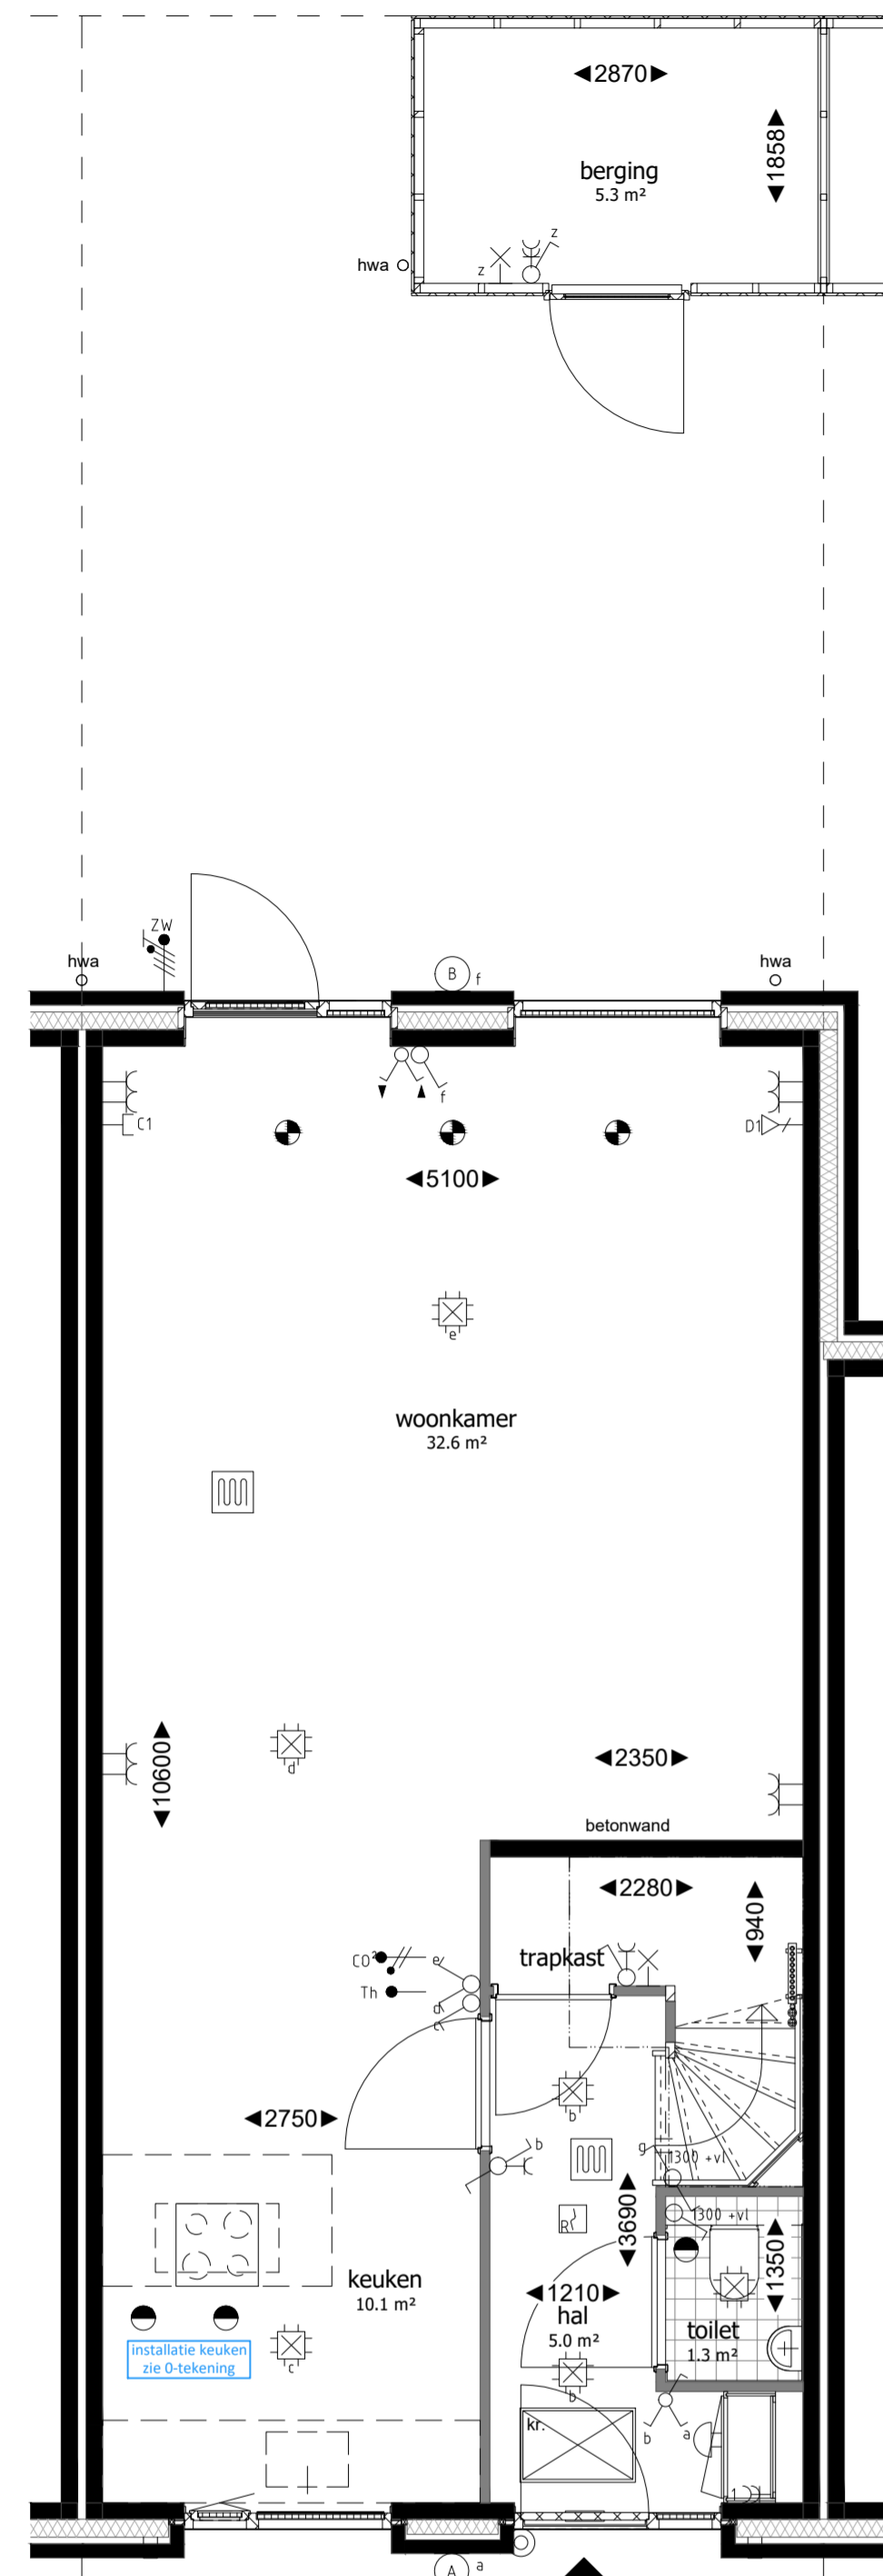 2870
1858
berging
5.3 m²
z
z
hwa
ZW
hwa
B
f
hwa
f
C1
D1
5100
e
woonkamer
32.6 m²
10600
d
2350
betonwand
2280
940
trapkast
CO²
e
Th
d
c
b
2750
b
g
1300 +vl
1300 +vl
R
3690
1350
keuken
10.1 m²
1210
hal
5.0 m²
toilet
1.3 m²
installatie keuken
zie 0-tekening
c
b
kr.
b
a
1
A
a